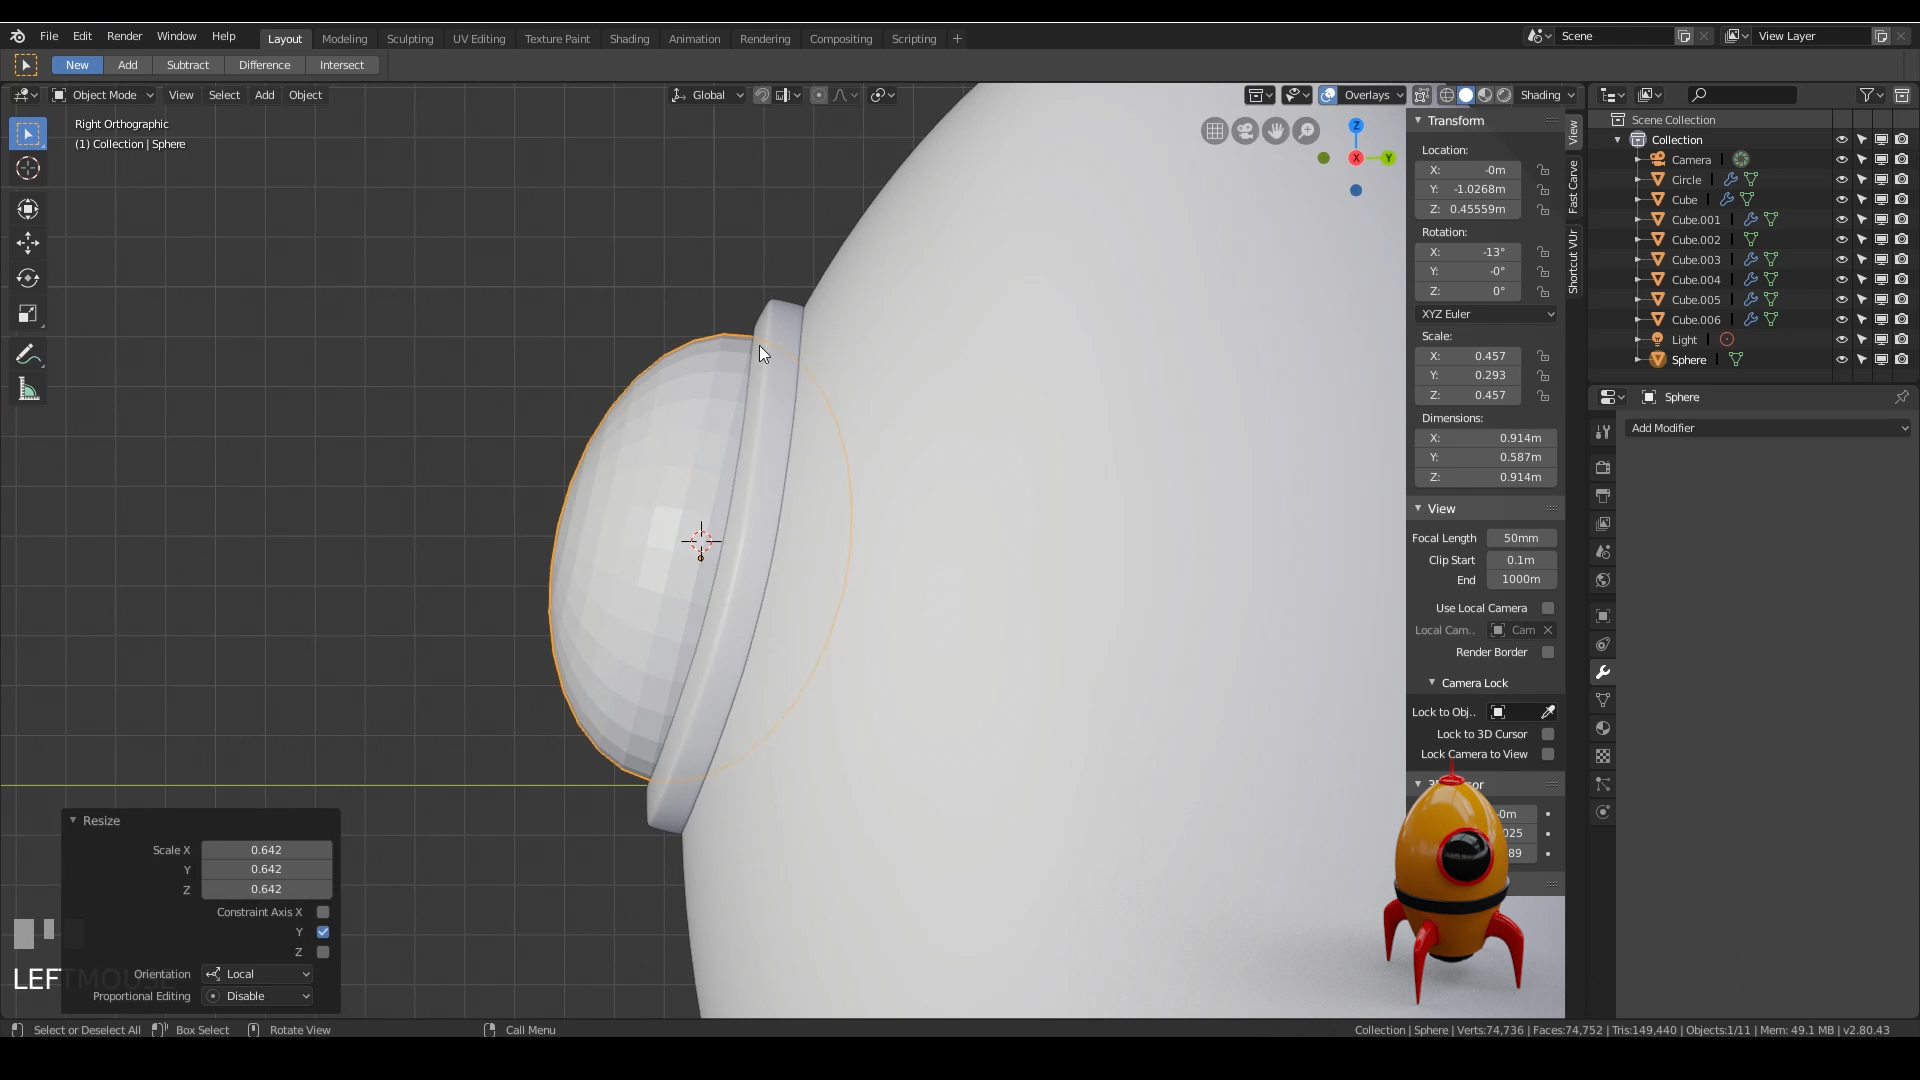 File Edit Render Window Help Layout Modeling Sculpting UV Editing Texture Paint Shading Animation Rendering Compositing Scripting + Scene View Layer
New Add Subtract Difference Intersect
Object Mode View Select Add Object Global Overlays Shading
Right Orthographic
(1) Collection | Sphere
Z
X
Y
Transform
Location:
X: -0m
Y: -1.0268m
Z: 0.45559m
Rotation:
X: -13°
Y: -0°
Z: 0°
XYZ Euler
Scale:
X: 0.457
Y: 0.293
Z: 0.457
Dimensions:
X: 0.914m
Y: 0.587m
Z: 0.914m
View
Focal Length 50mm
Clip Start 0.1m
End 1000m
Use Local Camera
Local Cam.. Cam
Render Border
Camera Lock
Lock to Obj..
Lock to 3D Cursor
Lock Camera to View
-0m
025
89
View
Fast Carve
Shortcut VUr
Scene Collection
Collection
Camera
Circle
Cube
Cube.001
Cube.002
Cube.003
Cube.004
Cube.005
Cube.006
Light
Sphere
Sphere
Add Modifier
Resize
Scale X 0.642
Y 0.642
Z 0.642
Constraint Axis X
Y
Z
Orientation Local
Proportional Editing Disable
LEFTMOUSE
Select or Deselect All Box Select Rotate View Call Menu
Collection | Sphere | Verts:74,736 | Faces:74,752 | Tris:149,440 | Objects:1/11 | Mem: 49.1 MB | v2.80.43